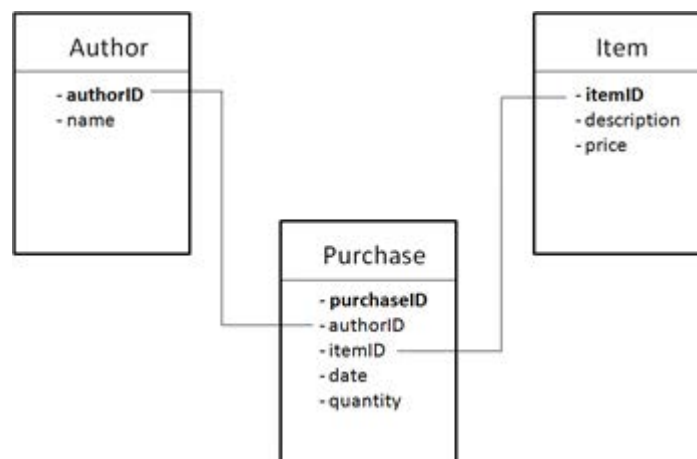 Author
- authorID
- name
Item
- itemID
- description
- price
Purchase
- purchaseID
- authorID
- itemID
- date
- quantity